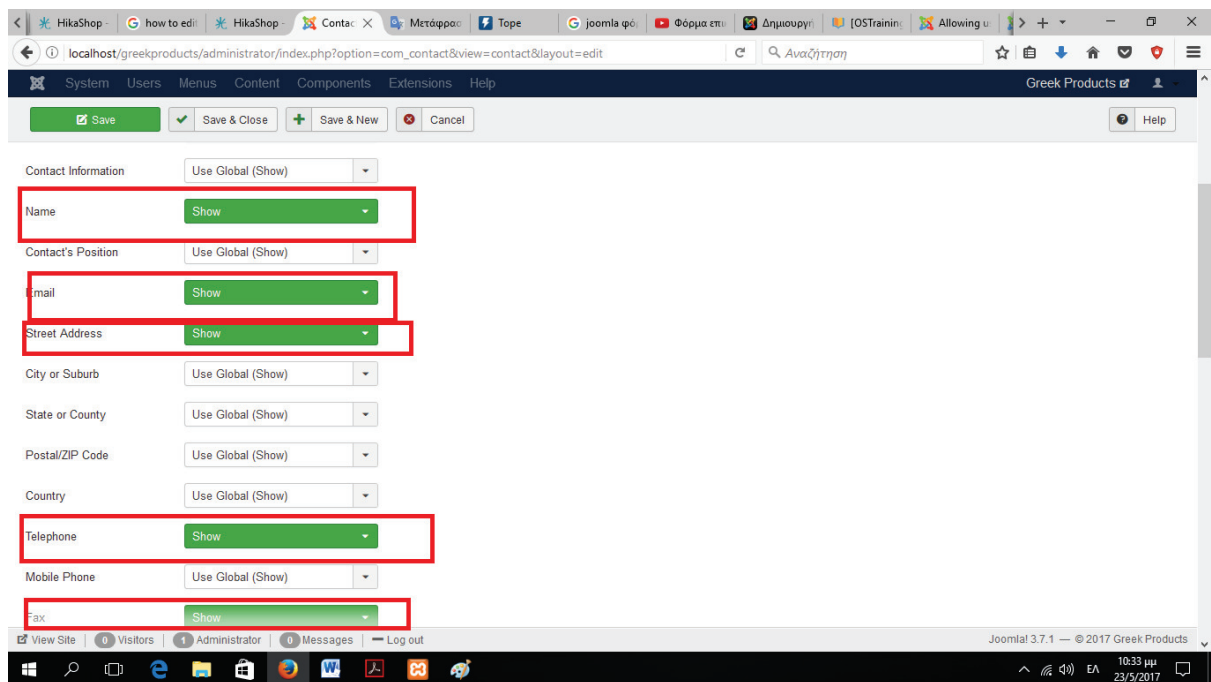 HikaShop - G how to edit HikaShop - Contac Μετάφρασ Tope G joomla φό Φόρμα επι Δημιουργή [OSTraining Allowing u
localhost/greekproducts/administrator/index.php?option=com_contact&view=contact&layout=edit Αναζήτηση
System Users Menus Content Components Extensions Help Greek Products
Save Save & Close Save & New Cancel Help
Contact Information Use Global (Show)
Name Show
Contact's Position Use Global (Show)
Email Show
Street Address Show
City or Suburb Use Global (Show)
State or County Use Global (Show)
Postal/ZIP Code Use Global (Show)
Country Use Global (Show)
Telephone Show
Mobile Phone Use Global (Show)
Fax Show
View Site 0 Visitors 1 Administrator 0 Messages Log out Joomla! 3.7.1 — © 2017 Greek Products
ΕΛ 10:33 μμ
23/5/2017